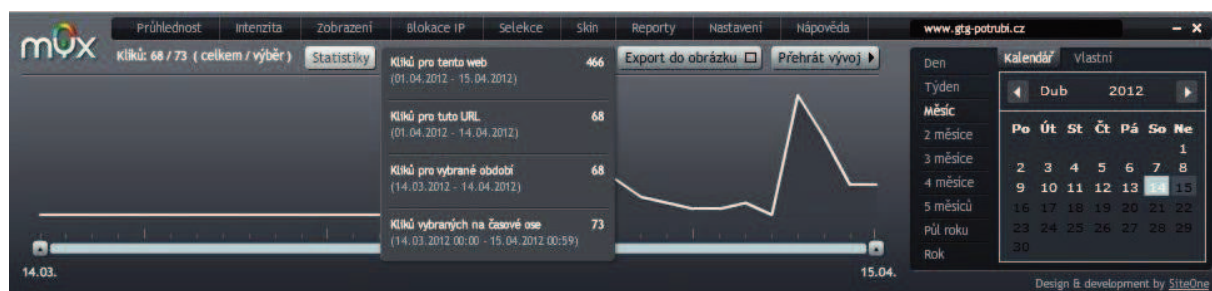 Průhlednost Intenzita Zobrazení Blokace IP Selekce Skin Reporty Nastavení Nápověda www.gtg-potrubi.cz
myx
Kliků: 68 / 73 ( celkem / výběr ) Statistiky
Export do obrázku Přehrát vývoj
Kliků pro tento web 466
(01.04.2012 - 15.04.2012)
Kliků pro tuto URL 68
(01.04.2012 - 14.04.2012)
Kliků pro vybrané období 68
(14.03.2012 - 14.04.2012)
Kliků vybraných na časové ose 73
(14.03.2012 00:00 - 15.04.2012 00:59)
14.03. 15.04.
Den
Týden
Měsíc
2 měsíce
3 měsíce
4 měsíce
5 měsíců
Půl roku
Rok
Kalendář Vlastní
Dub 2012
Po Út St Čt Pá So Ne
1
2 3 4 5 6 7 8
9 10 11 12 13 14 15
16 17 18 19 20 21 22
23 24 25 26 27 28 29
30
Design & development by SiteOne